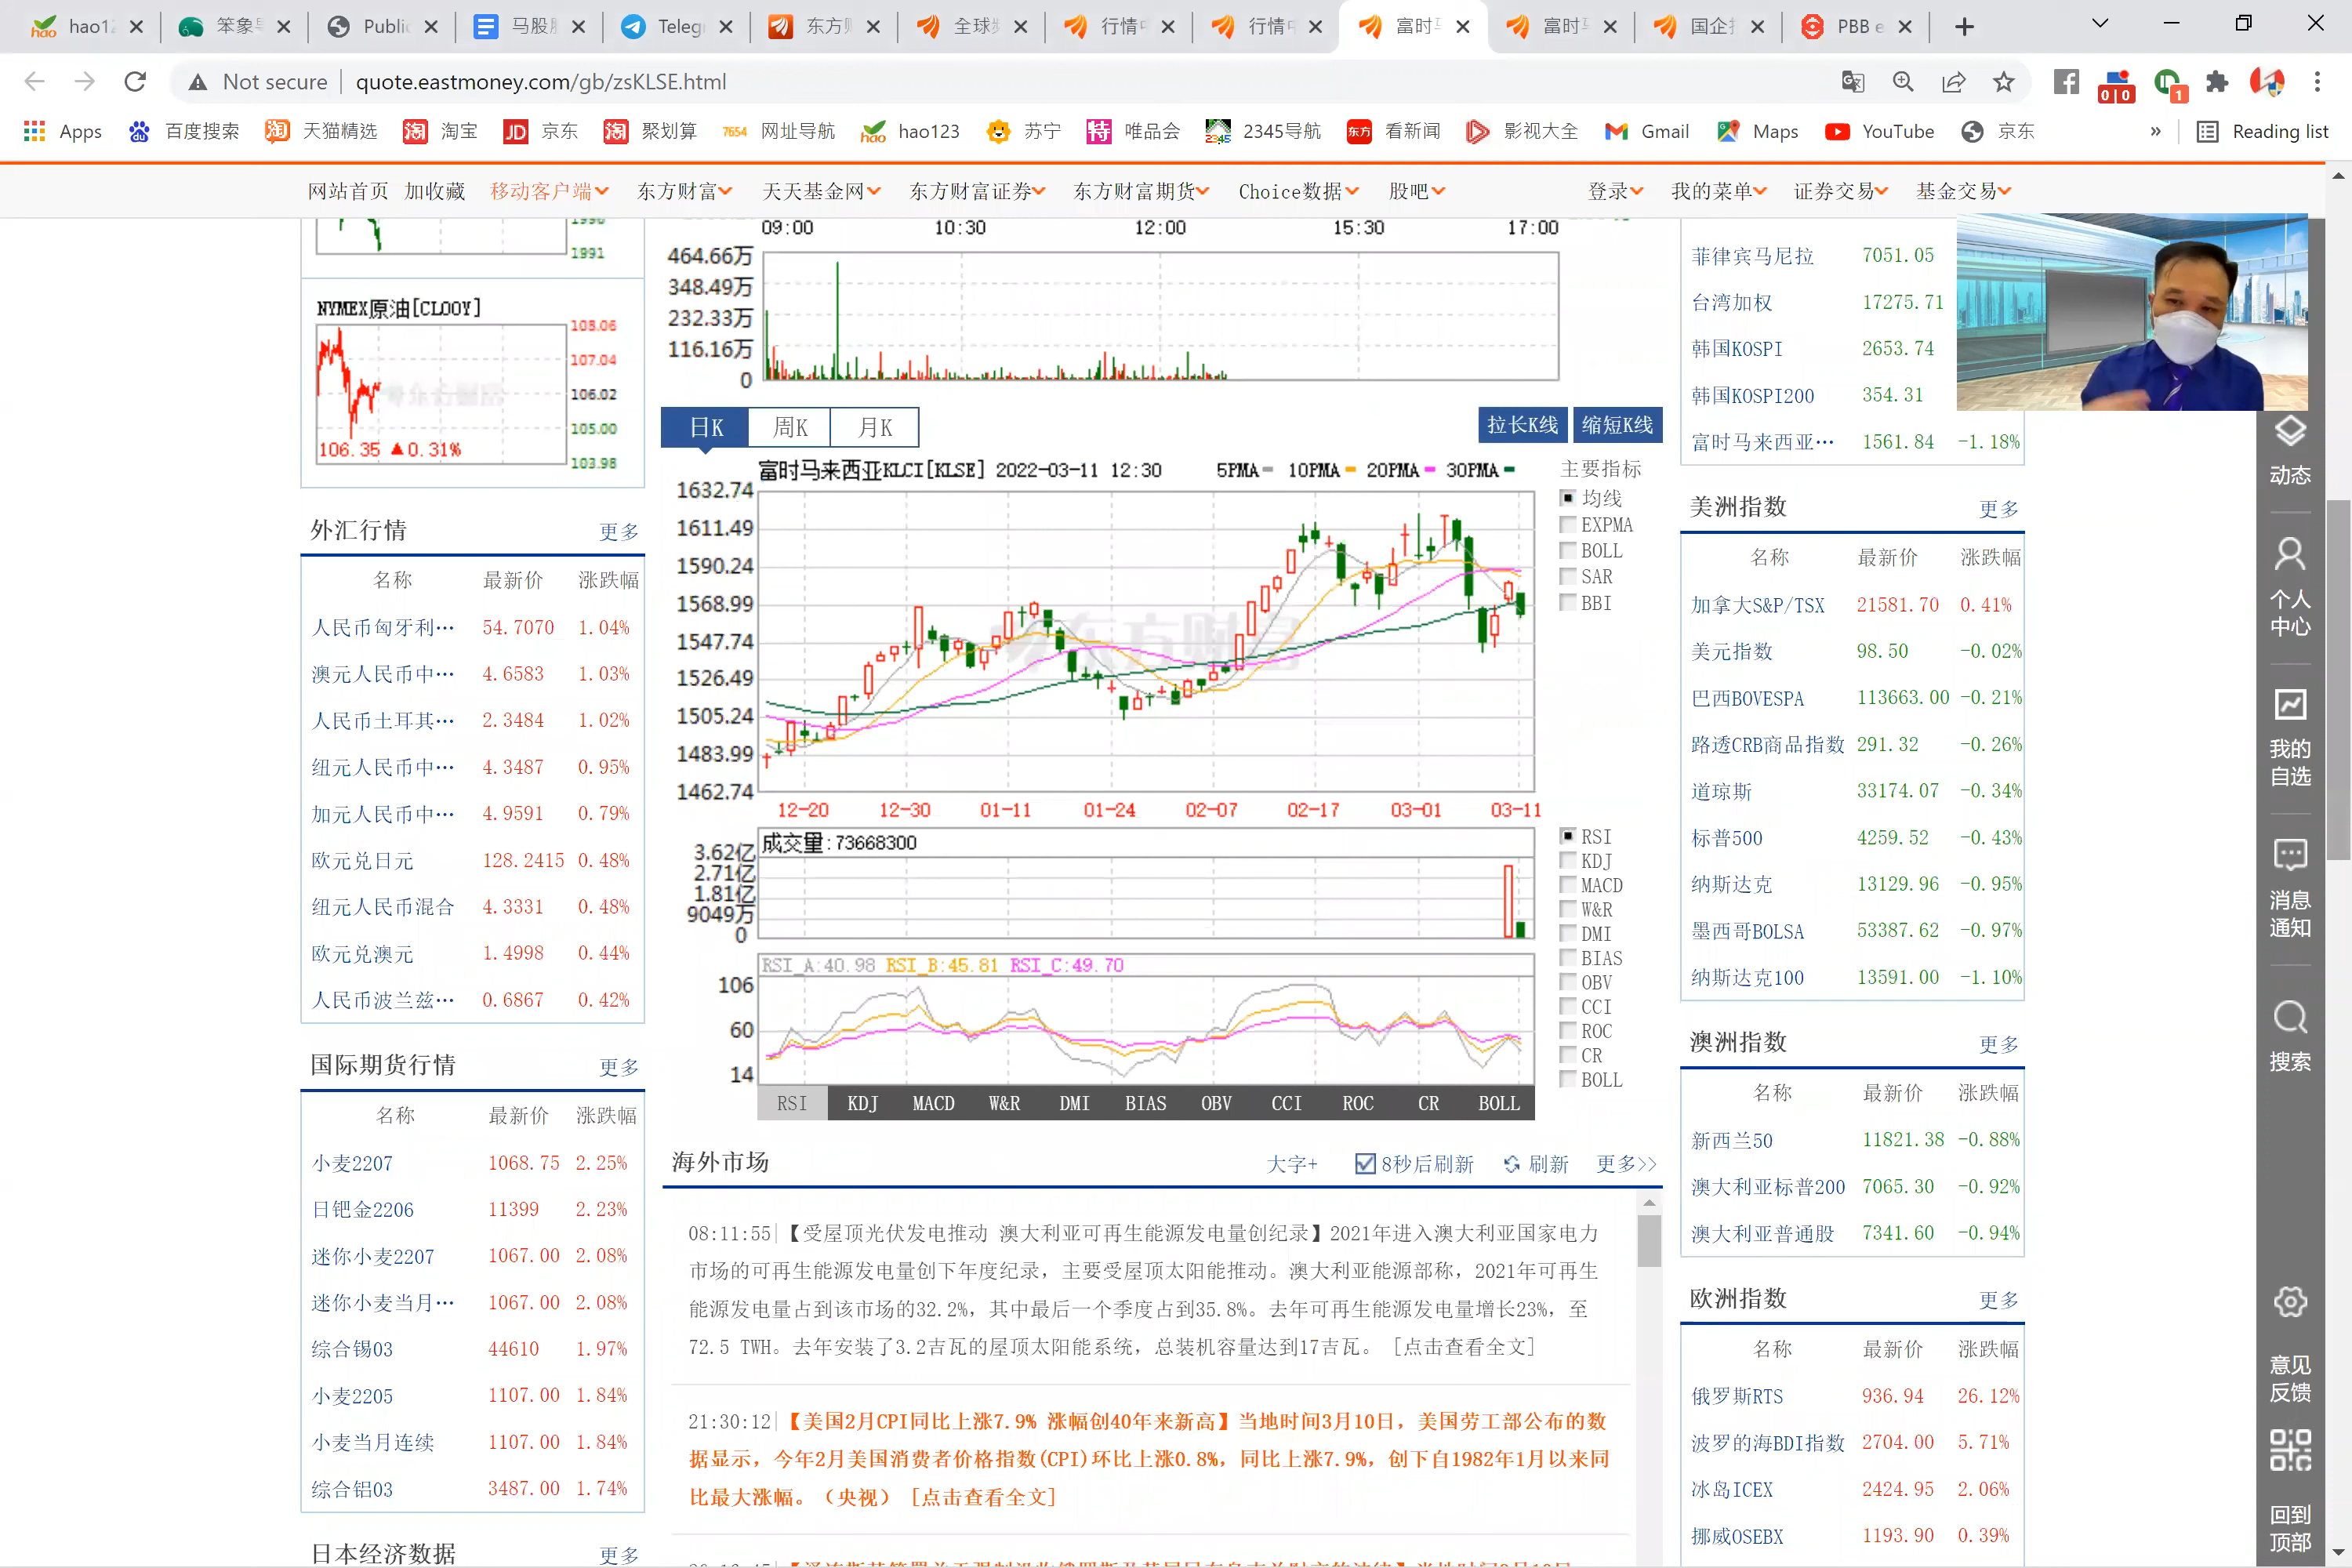 hao12
笨象
Public
马股
Teleg
东方
全球
行情中
行情中
富时马
富时马
国企
PBB e
Not secure
quote.eastmoney.com/gb/zsKLSE.html
0|0
1
Apps 百度搜索 天猫精选 淘宝 京东 聚划算 网址导航 hao123 苏宁 唯品会 2345导航 看新闻 影视大全 Gmail Maps YouTube 京东 » Reading list
网站首页 加收藏 移动客户端 东方财富 天天基金网 东方财富证券 东方财富期货 Choice数据 股吧 登录 我的菜单 证券交易 基金交易
1991
NYMEX原油[CL00Y]
108.06
107.04
106.02
105.00
103.98
106.35 ▲0.31%
外汇行情 更多
名称 最新价 涨跌幅
人民币匈牙利… 54.7070 1.04%
澳元人民币中… 4.6583 1.03%
人民币土耳其… 2.3484 1.02%
纽元人民币中… 4.3487 0.95%
加元人民币中… 4.9591 0.79%
欧元兑日元 128.2415 0.48%
纽元人民币混合 4.3331 0.48%
欧元兑澳元 1.4998 0.44%
人民币波兰兹… 0.6867 0.42%
国际期货行情 更多
名称 最新价 涨跌幅
小麦2207 1068.75 2.25%
日钯金2206 11399 2.23%
迷你小麦2207 1067.00 2.08%
迷你小麦当月… 1067.00 2.08%
综合锡03 44610 1.97%
小麦2205 1107.00 1.84%
小麦当月连续 1107.00 1.84%
综合铝03 3487.00 1.74%
日本经济数据 更多
09:00 10:30 12:00 15:30 17:00
464.66万
348.49万
232.33万
116.16万
0
日K 周K 月K 拉长K线 缩短K线
富时马来西亚KLCI[KLSE] 2022-03-11 12:30 5PMA 10PMA 20PMA 30PMA
主要指标
均线
EXPMA
BOLL
SAR
BBI
1632.74
1611.49
1590.24
1568.99
1547.74
1526.49
1505.24
1483.99
1462.74
东方财富
12-20 12-30 01-11 01-24 02-07 02-17 03-01 03-11
成交量:73668300
3.62亿
2.71亿
1.81亿
9049万
0
RSI_A:40.98 RSI_B:45.81 RSI_C:49.70
106
60
14
RSI
KDJ
MACD
W&R
DMI
BIAS
OBV
CCI
ROC
CR
BOLL
RSI KDJ MACD W&R DMI BIAS OBV CCI ROC CR BOLL
海外市场 大字+ 8秒后刷新 刷新 更多>>
08:11:55|【受屋顶光伏发电推动 澳大利亚可再生能源发电量创纪录】2021年进入澳大利亚国家电力
市场的可再生能源发电量创下年度纪录，主要受屋顶太阳能推动。澳大利亚能源部称，2021年可再生
能源发电量占到该市场的32.2%，其中最后一个季度占到35.8%。去年可再生能源发电量增长23%，至
72.5 TWH。去年安装了3.2吉瓦的屋顶太阳能系统，总装机容量达到17吉瓦。 [点击查看全文]
21:30:12|【美国2月CPI同比上涨7.9% 涨幅创40年来新高】当地时间3月10日，美国劳工部公布的数
据显示，今年2月美国消费者价格指数(CPI)环比上涨0.8%，同比上涨7.9%，创下自1982年1月以来同
比最大涨幅。（央视） [点击查看全文]
菲律宾马尼拉 7051.05
台湾加权 17275.71
韩国KOSPI 2653.74
韩国KOSPI200 354.31
富时马来西亚… 1561.84 -1.18%
美洲指数 更多
名称 最新价 涨跌幅
加拿大S&P/TSX 21581.70 0.41%
美元指数 98.50 -0.02%
巴西BOVESPA 113663.00 -0.21%
路透CRB商品指数 291.32 -0.26%
道琼斯 33174.07 -0.34%
标普500 4259.52 -0.43%
纳斯达克 13129.96 -0.95%
墨西哥BOLSA 53387.62 -0.97%
纳斯达克100 13591.00 -1.10%
澳洲指数 更多
名称 最新价 涨跌幅
新西兰50 11821.38 -0.88%
澳大利亚标普200 7065.30 -0.92%
澳大利亚普通股 7341.60 -0.94%
欧洲指数 更多
名称 最新价 涨跌幅
俄罗斯RTS 936.94 26.12%
波罗的海BDI指数 2704.00 5.71%
冰岛ICEX 2424.95 2.06%
挪威OSEBX 1193.90 0.39%
动态
个人
中心
我的
自选
消息
通知
搜索
意见
反馈
回到
顶部